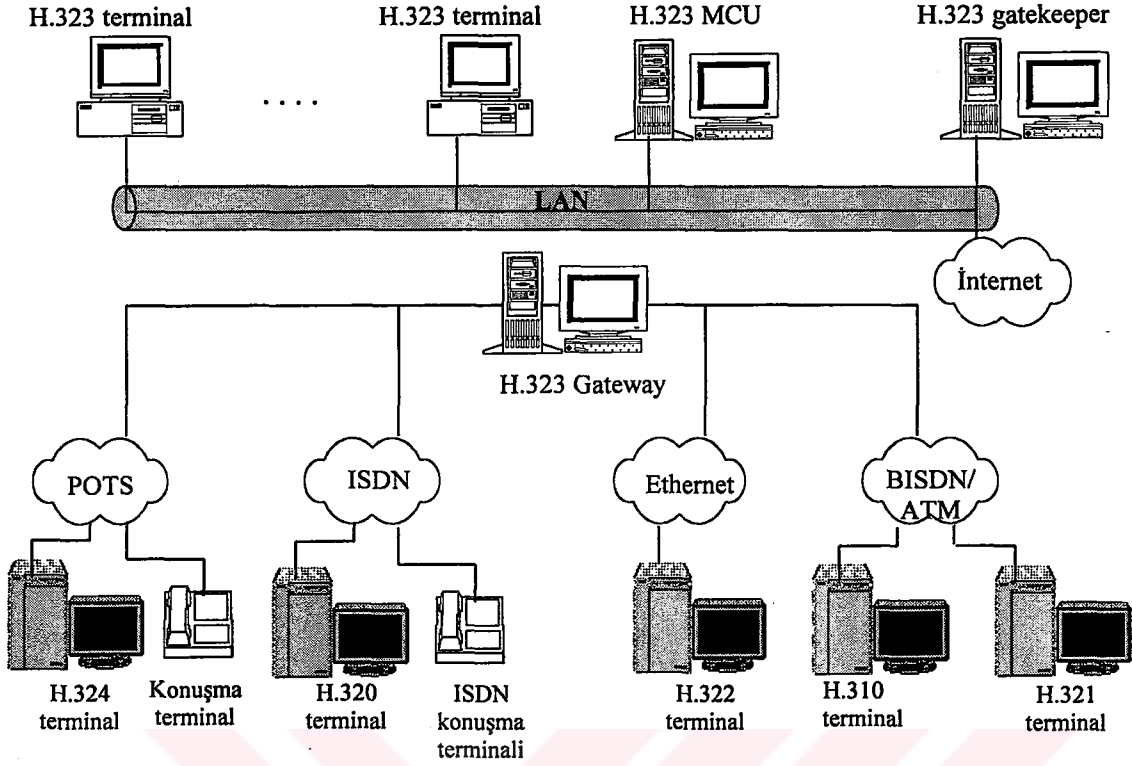 H.323 terminal
H.323 terminal
H.323 MCU
H.323 gatekeeper
. . . .
LAN
İnternet
H.323 Gateway
POTS
ISDN
Ethernet
BISDN/
ATM
H.324
terminal
Konuşma
terminal
H.320
terminal
ISDN
konuşma
terminali
H.322
terminal
H.310
terminal
H.321
terminal